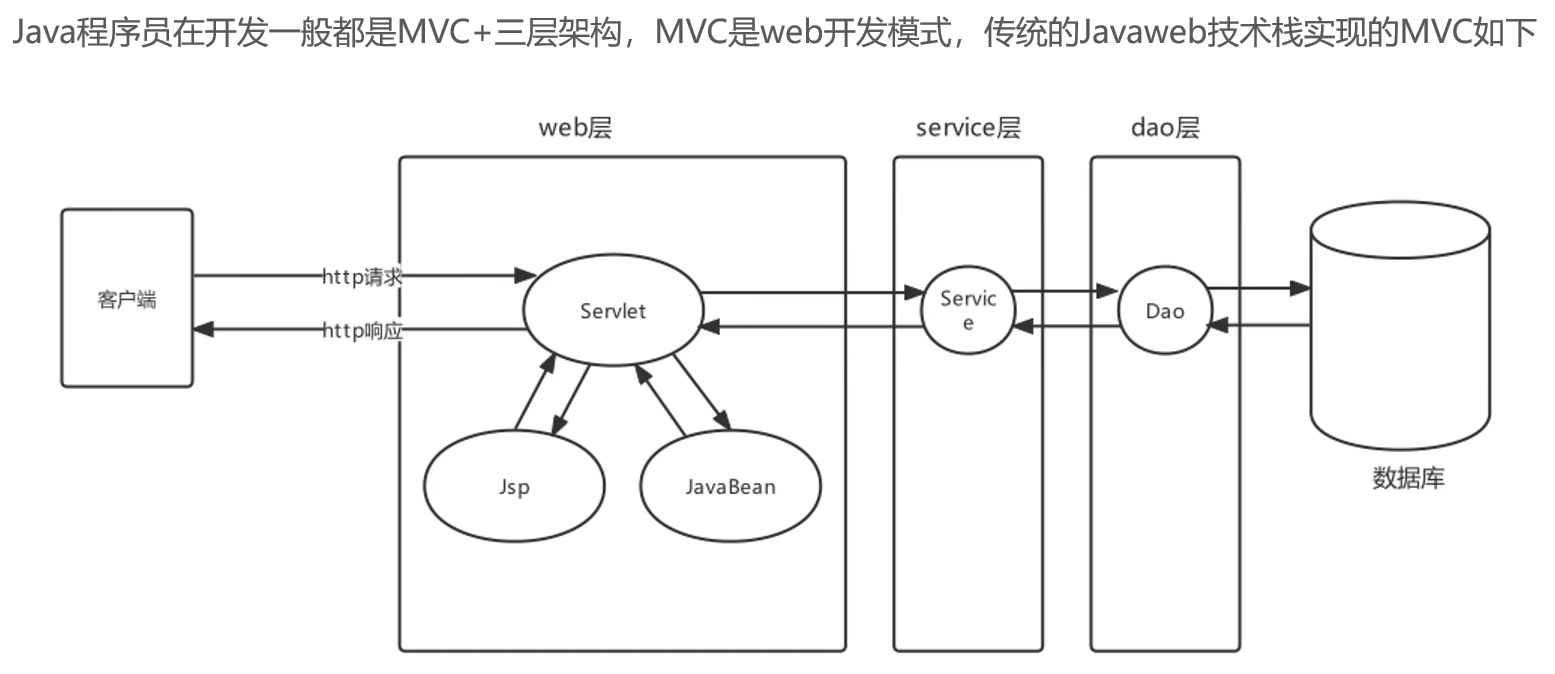 Java程序员在开发一般都是MVC+三层架构，MVC是web开发模式，传统的Javaweb技术栈实现的MVC如下
web层
service层
dao层
客户端
http请求
http响应
Servlet
Servic
e
Dao
Jsp
JavaBean
数据库